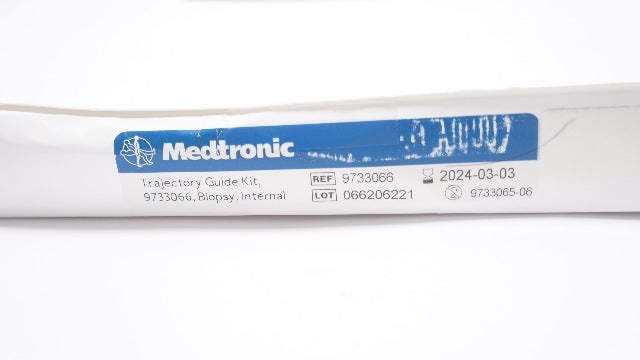 Medtronic
Trajectory Guide Kit,
9733066, Biopsy, Internal
REF 9733066
LOT 066206221
2024-03-03
9733065-06